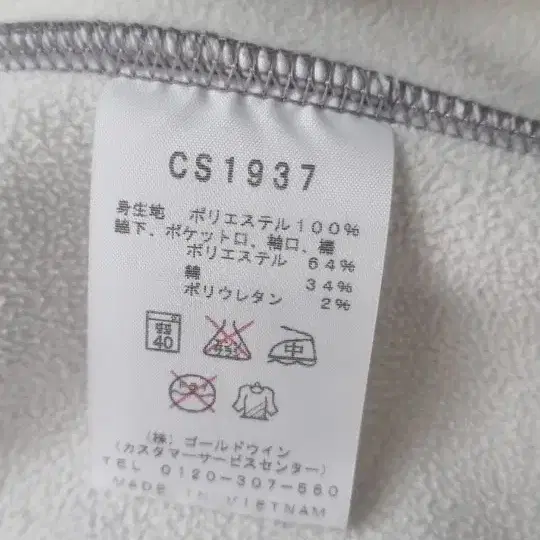 CS1937
身生地 ポリエステル100%
脇下、ポケット口、袖口、裾
ポリエステル 64%
綿 34%
ポリウレタン 2%
40
中
(株) ゴールドウイン
(カスタマーサービスセンター)
TEL 0120-307-560
MADE IN VIETNAM